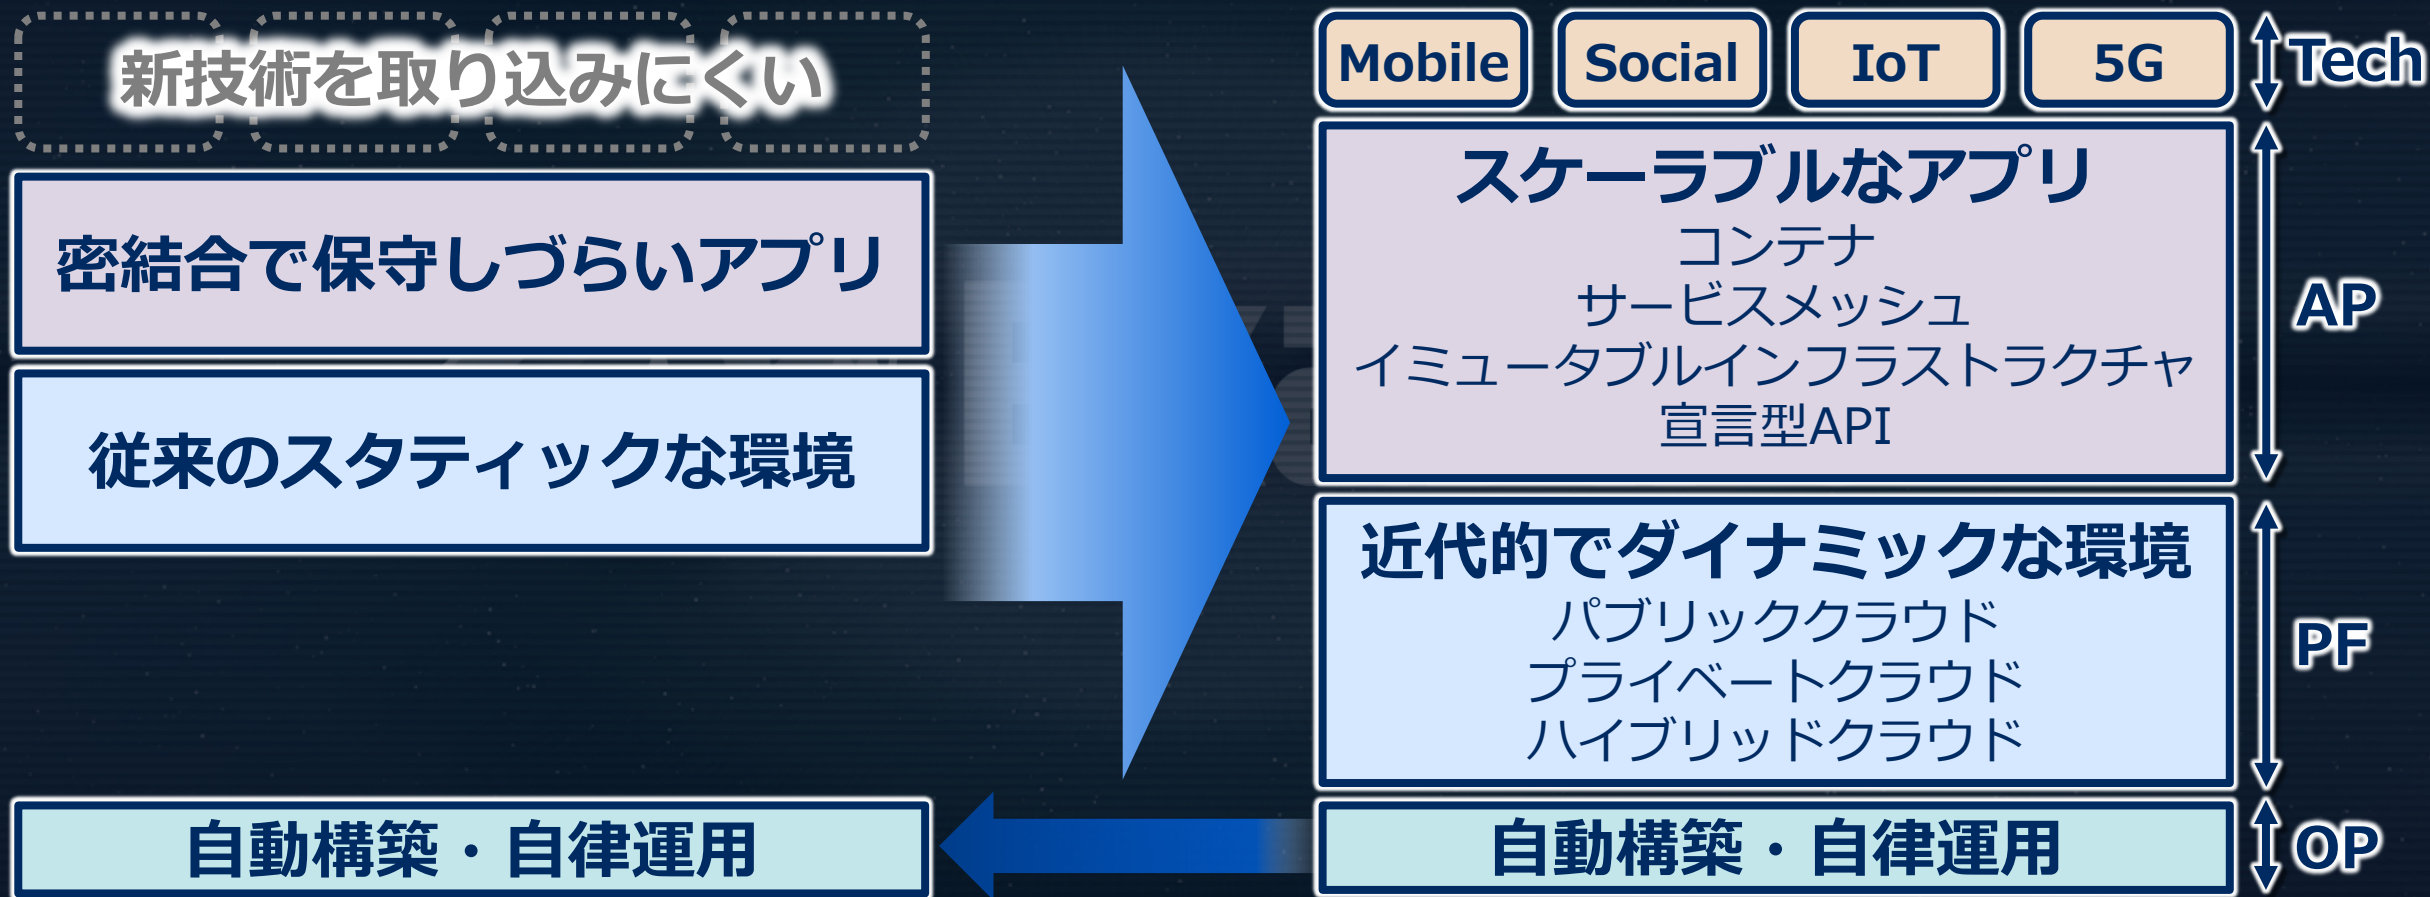 新技術を取り込みにくい
密結合で保守しづらいアプリ
従来のスタティックな環境
自動構築・自律運用
Mobile
Social
IoT
5G
Tech
スケーラブルなアプリ
コンテナ
サービスメッシュ
イミュータブルインフラストラクチャ
宣言型API
AP
近代的でダイナミックな環境
パブリッククラウド
プライベートクラウド
ハイブリッドクラウド
PF
自動構築・自律運用
OP